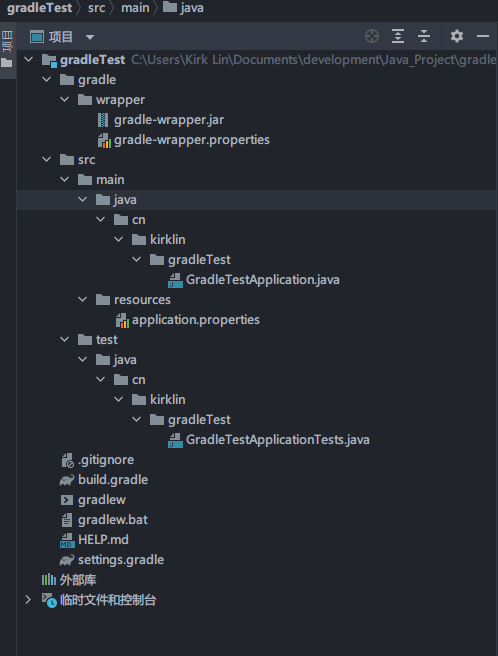 gradleTest > src > main > java
项目
项目
gradleTest C:\Users\Kirk Lin\Documents\development\Java_Project\gradle
gradle
wrapper
gradle-wrapper.jar
gradle-wrapper.properties
src
main
java
cn
kirklin
gradleTest
GradleTestApplication.java
resources
application.properties
test
java
cn
kirklin
gradleTest
GradleTestApplicationTests.java
.gitignore
build.gradle
gradlew
gradlew.bat
HELP.md
settings.gradle
外部库
临时文件和控制台